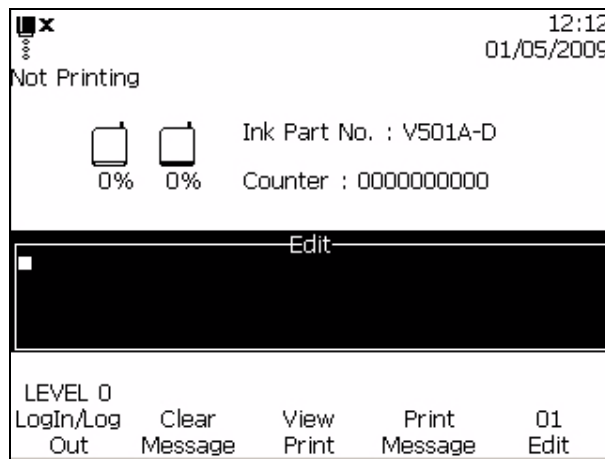 12:12
01/05/2009
Not Printing
Ink Part No. : V501A-D
0% 0% Counter : 0000000000
Edit
LEVEL 0
LogIn/Log Clear View Print 01
Out Message Print Message Edit